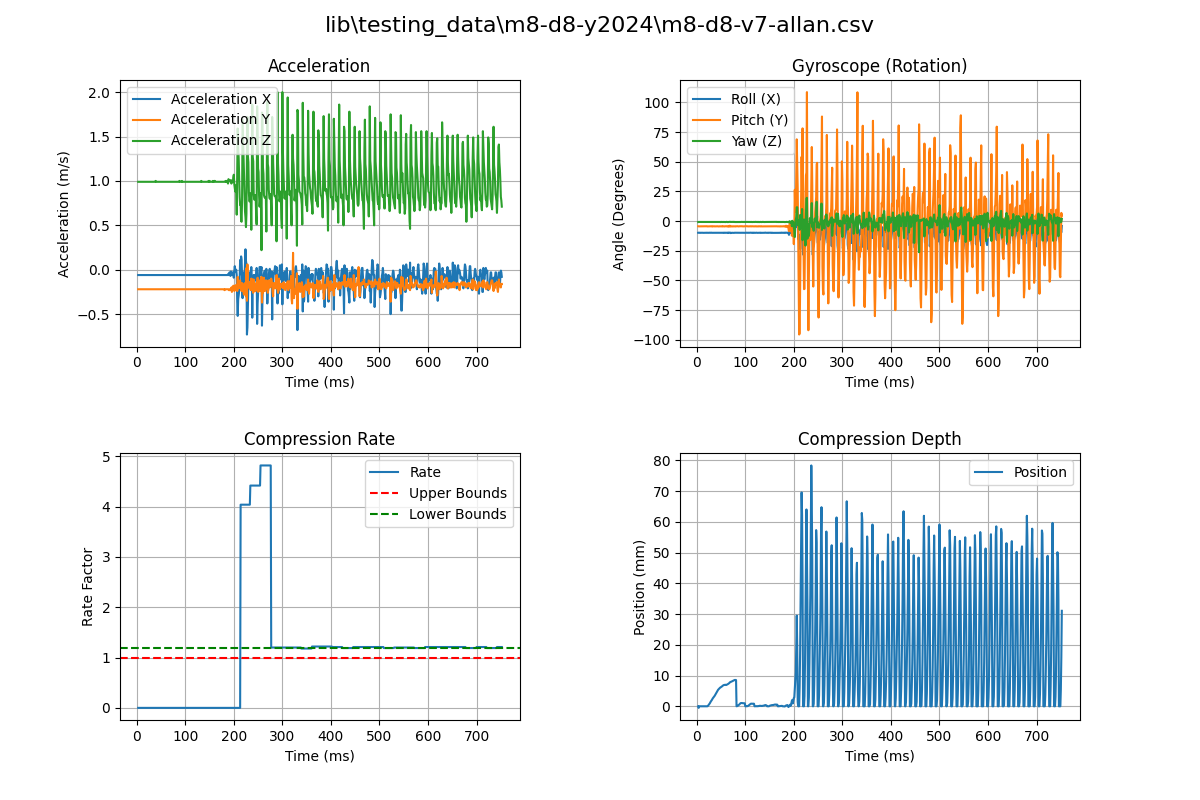 lib\testing_data\m8-d8-y2024\m8-d8-v7-allan.csv
Acceleration
Acceleration X
Acceleration Y
Acceleration Z
2.0
1.5
1.0
0.5
0.0
−0.5
Acceleration (m/s)
0 100 200 300 400 500 600 700
Time (ms)
Gyroscope (Rotation)
Roll (X)
Pitch (Y)
Yaw (Z)
100
75
50
25
0
−25
−50
−75
−100
Angle (Degrees)
0 100 200 300 400 500 600 700
Time (ms)
Compression Rate
Rate
Upper Bounds
Lower Bounds
5
4
3
2
1
0
Rate Factor
0 100 200 300 400 500 600 700
Time (ms)
Compression Depth
Position
80
70
60
50
40
30
20
10
0
Position (mm)
0 100 200 300 400 500 600 700
Time (ms)